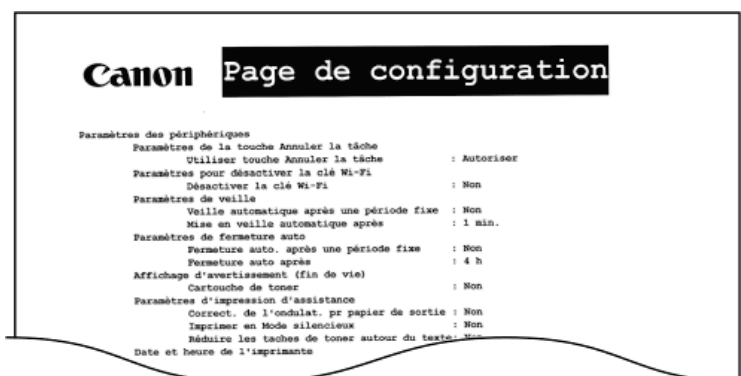 Canon Page de configuration
Paramètres des périphériques
Paramètres de la touche Annuler la tâche
Utiliser touche Annuler la tâche : Autoriser
Paramètres pour désactiver la clé Wi-Fi
Désactiver la clé Wi-Fi : Non
Paramètres de veille
Veille automatique après une période fixe : Non
Mise en veille automatique après : 1 min.
Paramètres de fermeture auto
Fermeture auto. après une période fixe : Non
Fermeture auto après : 4 h
Affichage d'avertissement (fin de vie)
Cartouche de toner : Non
Paramètres d'impression d'assistance
Correct. de l'ondulat. pr papier de sortie : Non
Imprimer en Mode silencieux : Non
Réduire les taches de toner autour du texte: Non
Date et heure de l'imprimante